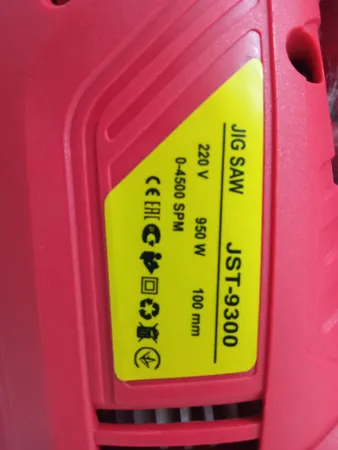 JIG SAW JST-9300
220 V 950 W 100 mm
0-4500 SPM
CE EAC